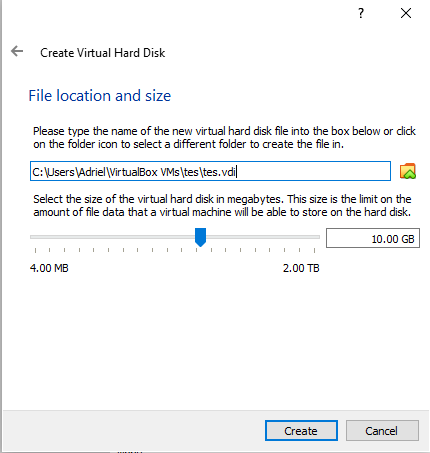 ?
Create Virtual Hard Disk
File location and size
Please type the name of the new virtual hard disk file into the box below or click
on the folder icon to select a different folder to create the file in.
C:\Users\Adriel\VirtualBox VMs\tes\tes.vdi
Select the size of the virtual hard disk in megabytes. This size is the limit on the
amount of file data that a virtual machine will be able to store on the hard disk.
10.00 GB
4.00 MB 2.00 TB
Create Cancel